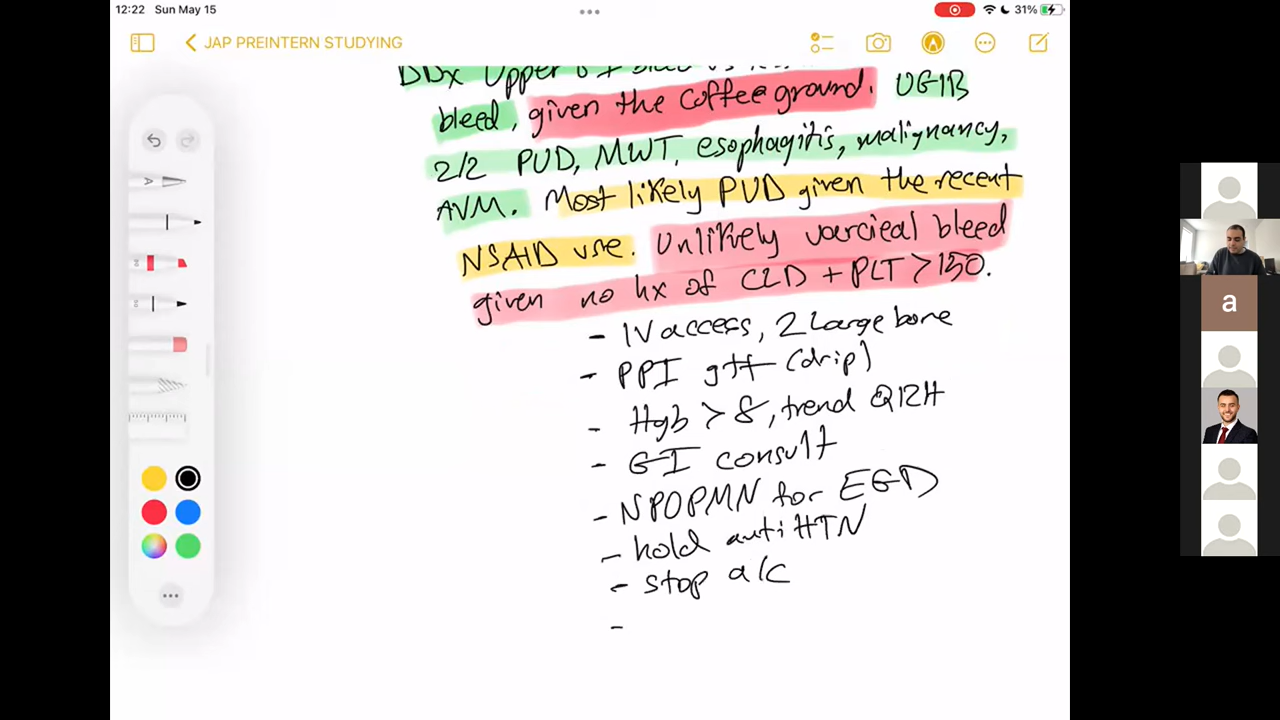 12:22 Sun May 15
31%
JAP PREINTERN STUDYING
DDx Upper
bleed, given the coffee ground. UGIB
2/2 PUD, MWT, esophagitis, malignancy,
AVM. Most likely PUD given the recent
NSAID use. Unlikely varcieal bleed
given no hx of CLD + PLT > 150.
- IV access, 2 Large bone
- PPI gtt (drip)
- Hgb > 8, trend Q12H
- GI consult
- NPOPMN for EGD
- hold anti HTN
- stop a/c
-
a